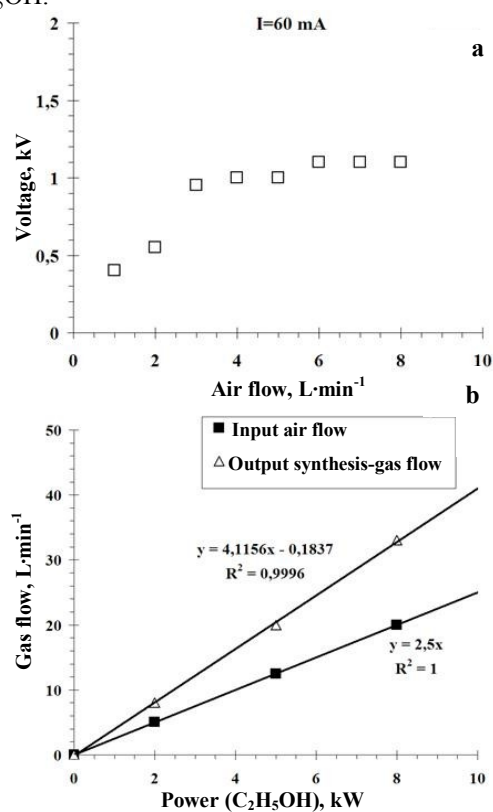 ₅OH.
I=60 mA
a
2
1,5
1
0,5
0
Voltage, kV
0 2 4 6 8 10
Air flow, L·min⁻¹
b
50
40
30
20
10
0
Gas flow, L·min⁻¹
Input air flow
Output synthesis-gas flow
y = 4,1156x - 0,1837
R² = 0,9996
y = 2,5x
R² = 1
0 2 4 6 8 10
Power (C₂H₅OH), kW